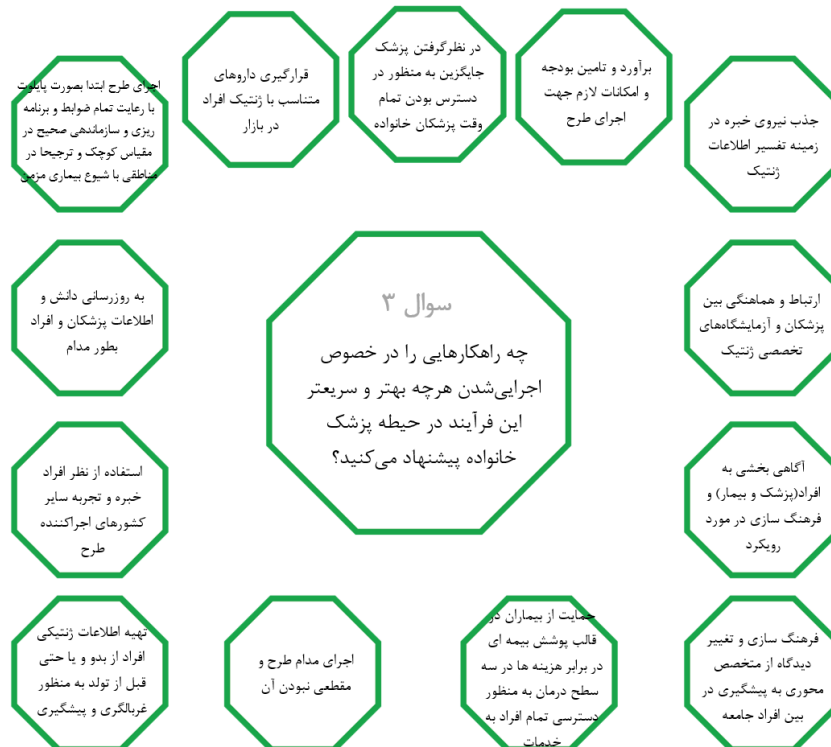 در نظرگرفتن پزشک
جایگزین به منظور در
دسترس بودن تمام
وقت پزشکان خانواده
برآورد و تامین بودجه
و امکانات لازم جهت
اجرای طرح
قرارگیری داروهای
متناسب با ژنتیک افراد
در بازار
اجرای طرح ابتدا بصورت پایلوت
با رعایت تمام ضوابط و برنامه
ریزی و سازماندهی صحیح در
مقیاس کوچک و ترجیحا در
مناطقی با شیوع بیماری مزمن
جذب نیروی خبره در
زمینه تفسیر اطلاعات
ژنتیک
سوال ۳
چه راهکارهایی را در خصوص
اجرایی‌شدن هرچه بهتر و سریعتر
این فرآیند در حیطه پزشک
خانواده پیشنهاد می‌کنید؟
ارتباط و هماهنگی بین
پزشکان و آزمایشگاه‌های
تخصصی ژنتیک
به روزرسانی دانش و
اطلاعات پزشکان و افراد
بطور مدام
آگاهی بخشی به
افراد(پزشک و بیمار) و
فرهنگ سازی در مورد
رویکرد
استفاده از نظر افراد
خبره و تجربه سایر
کشورهای اجراکننده
طرح
فرهنگ سازی و تغییر
دیدگاه از متخصص
محوری به پیشگیری در
بین افراد جامعه
حمایت از بیماران در
قالب پوشش بیمه ای
در برابر هزینه ها در سه
سطح درمان به منظور
دسترسی تمام افراد به
خدمات
اجرای مدام طرح و
مقطعی نبودن آن
تهیه اطلاعات ژنتیکی
افراد از بدو و یا حتی
قبل از تولد به منظور
غربالگری و پیشگیری